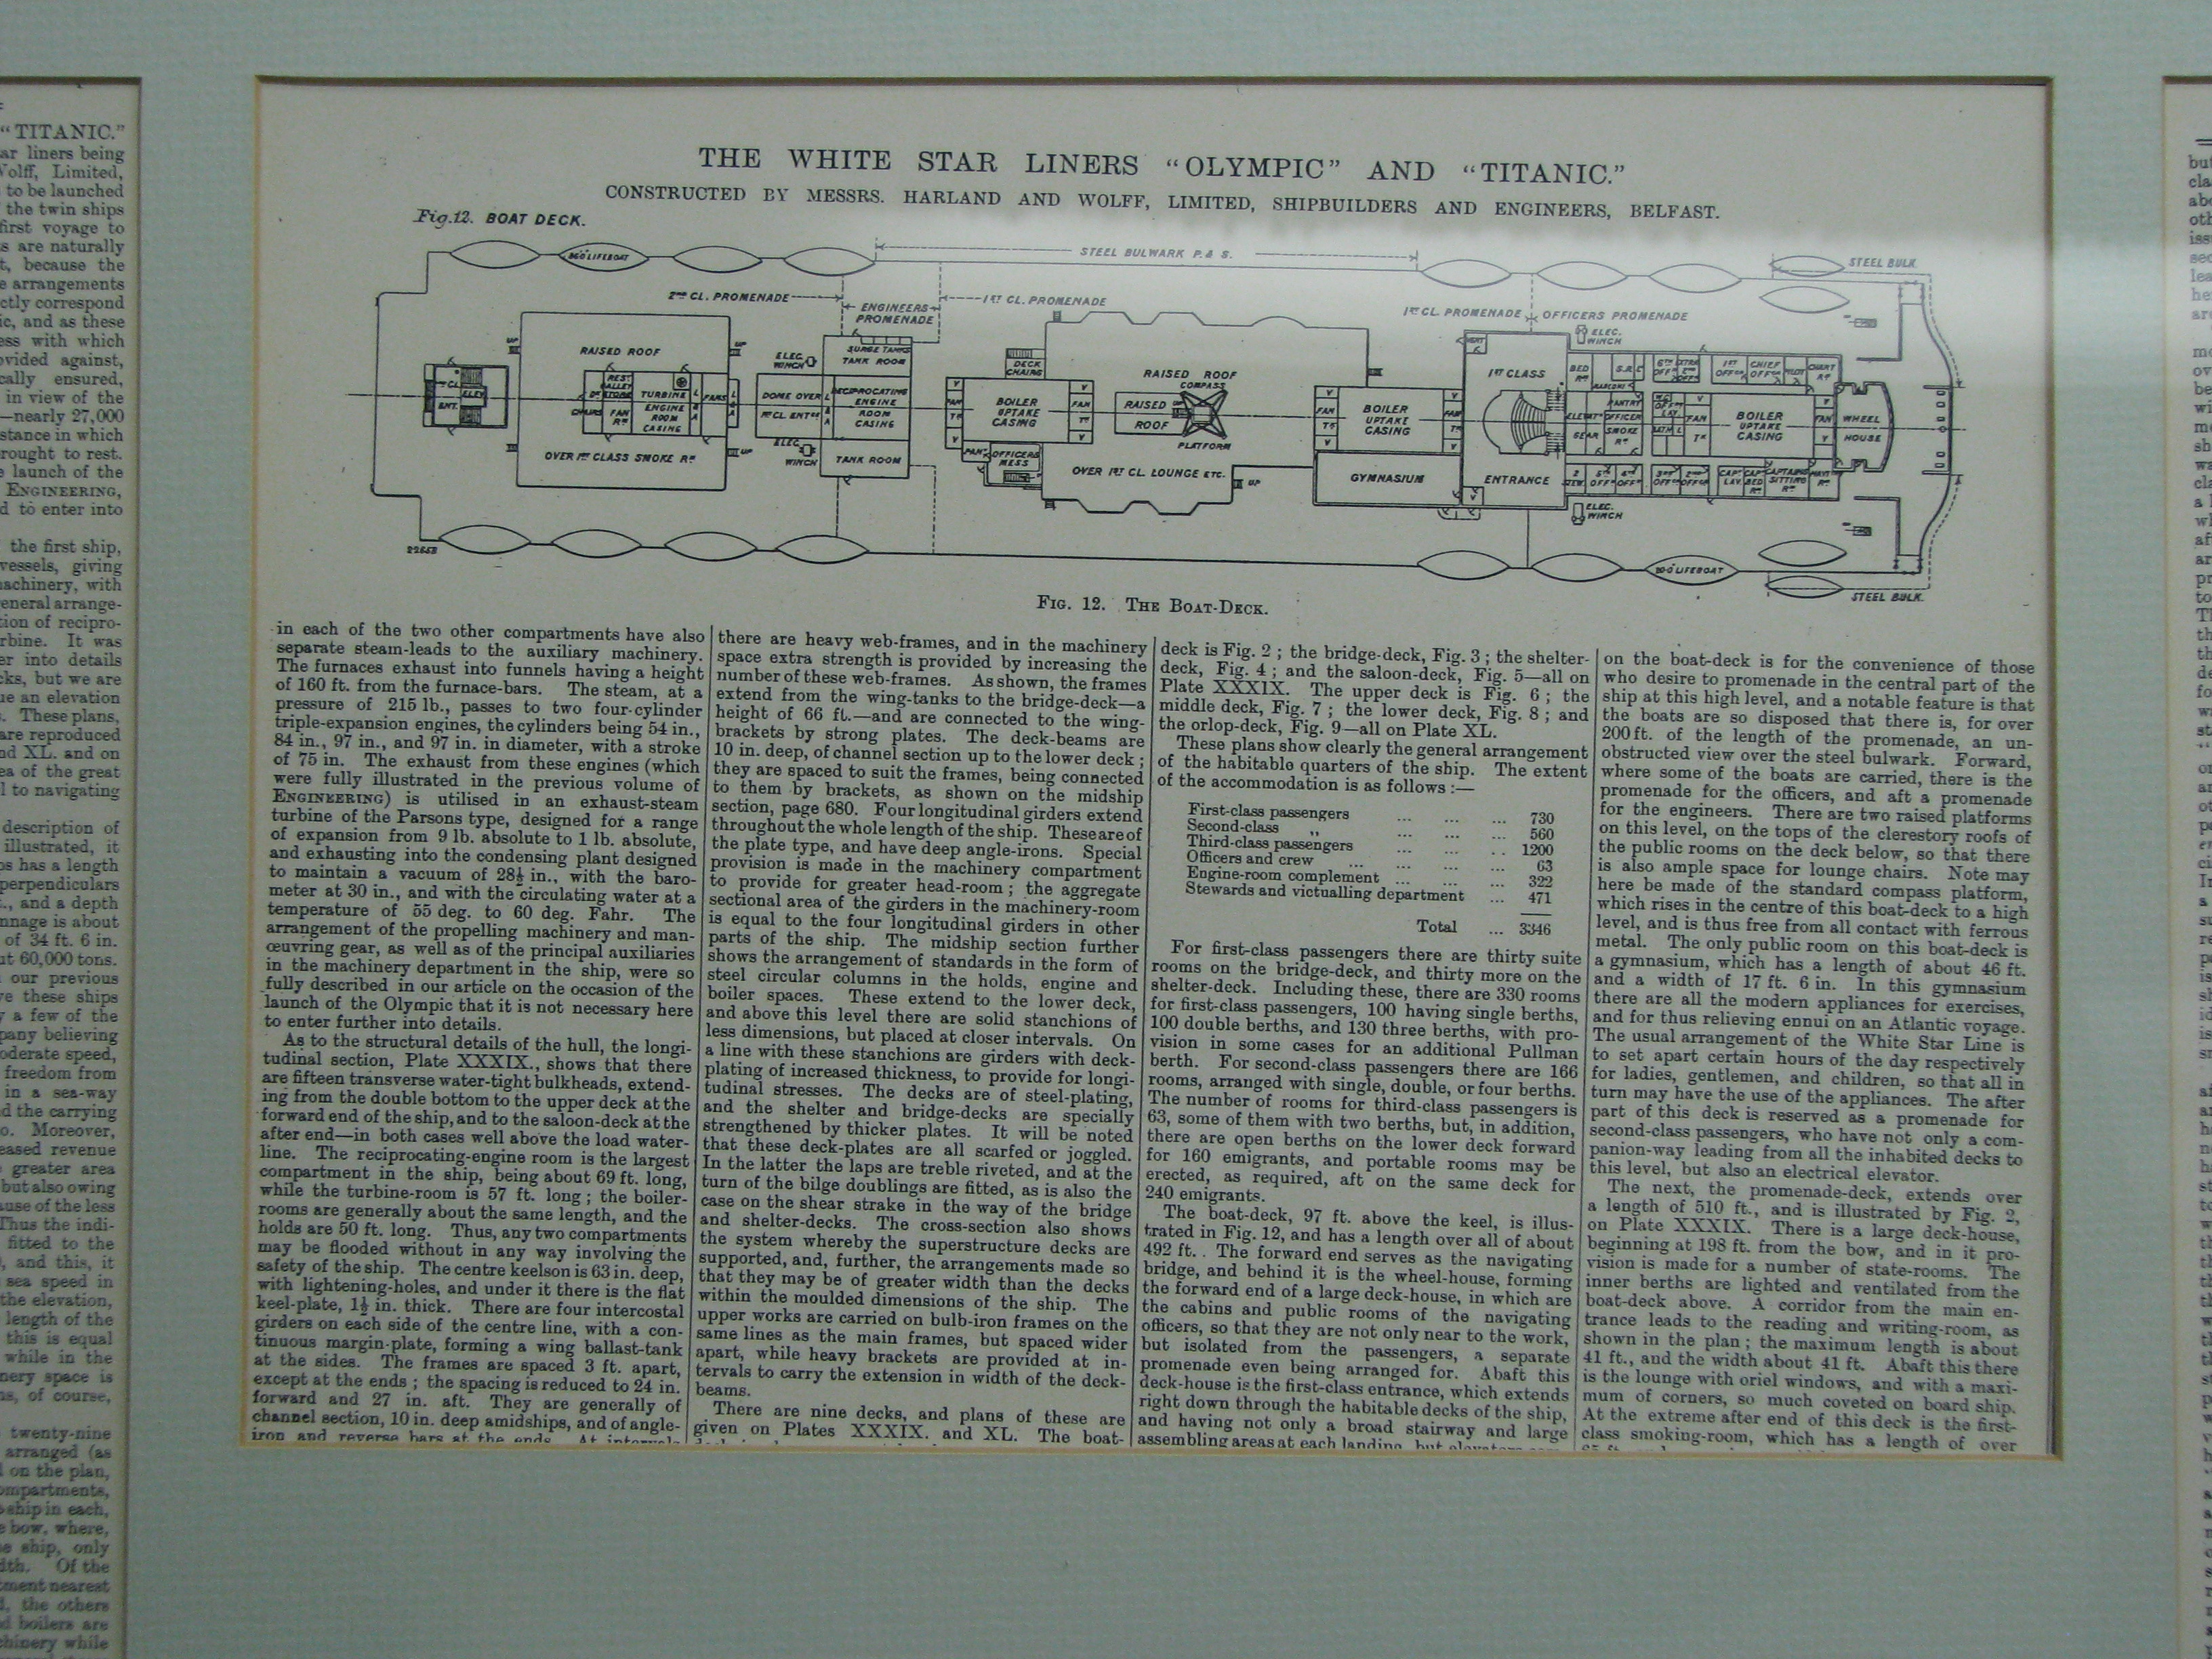 THE WHITE STAR LINERS “OLYMPIC” AND “TITANIC.”
CONSTRUCTED BY MESSRS. HARLAND AND WOLFF, LIMITED, SHIPBUILDERS AND ENGINEERS, BELFAST.
Fig.12. BOAT DECK.
LIFEBOAT
STEEL BULWARK P. & S.
STEEL BULK.
2ND CL. PROMENADE
ENGINEERS PROMENADE
1ST CL. PROMENADE
1ST CL. PROMENADE
OFFICERS PROMENADE
RAISED ROOF
UP
ELEC. WINCH
SURGE TANKS
TANK ROOM
DECK CHAIRS
RAISED ROOF
COMPASS
1ST CLASS
ELEC. WINCH
BED RM
CHIEF OFFR
CHART RM
TURBINE ENGINE ROOM CASING
FANS
FAN RM
DOME OVER
1ST CL ENTCE
RECIPROCATING ENGINE ROOM CASING
BOILER UPTAKE CASING
RAISED ROOF
PLATFORM
BOILER UPTAKE CASING
PANTRY
OFFICERS SMOKE RM
BOILER UPTAKE CASING
WHEEL HOUSE
OVER 1ST CLASS SMOKE RM
UP
ELEC. WINCH
TANK ROOM
OFFICERS MESS
OVER 1ST CL. LOUNGE ETC.
UP
GYMNASIUM
ENTRANCE
CAPTAINS SITTING RM
ELEC. WINCH
LIFEBOAT
STEEL BULK.
FIG. 12. THE BOAT-DECK.
in each of the two other compartments have also
separate steam-leads to the auxiliary machinery.
The furnaces exhaust into funnels having a height
of 160 ft. from the furnace-bars. The steam, at a
pressure of 215 lb., passes to two four-cylinder
triple-expansion engines, the cylinders being 54 in.,
84 in., 97 in., and 97 in. in diameter, with a stroke
of 75 in. The exhaust from these engines (which
were fully illustrated in the previous volume of
ENGINEERING) is utilised in an exhaust-steam
turbine of the Parsons type, designed for a range
of expansion from 9 lb. absolute to 1 lb. absolute,
and exhausting into the condensing plant designed
to maintain a vacuum of 28½ in., with the baro-
meter at 30 in., and with the circulating water at a
temperature of 55 deg. to 60 deg. Fahr. The
arrangement of the propelling machinery and man-
œuvring gear, as well as of the principal auxiliaries
in the machinery department in the ship, were so
fully described in our article on the occasion of the
launch of the Olympic that it is not necessary here
to enter further into details.
As to the structural details of the hull, the longi-
tudinal section, Plate XXXIX., shows that there
are fifteen transverse water-tight bulkheads, extend-
ing from the double bottom to the upper deck at the
forward end of the ship, and to the saloon-deck at the
after end—in both cases well above the load water-
line. The reciprocating-engine room is the largest
compartment in the ship, being about 69 ft. long,
while the turbine-room is 57 ft. long; the boiler-
rooms are generally about the same length, and the
holds are 50 ft. long. Thus, any two compartments
may be flooded without in any way involving the
safety of the ship. The centre keelson is 63 in. deep,
with lightening-holes, and under it there is the flat
keel-plate, 1½ in. thick. There are four intercostal
girders on each side of the centre line, with a con-
tinuous margin-plate, forming a wing ballast-tank
at the sides. The frames are spaced 3 ft. apart,
except at the ends; the spacing is reduced to 24 in.
forward and 27 in. aft. They are generally of
channel section, 10 in. deep amidships, and of angle-
iron and reverse bars at the ends. At intervals
there are heavy web-frames, and in the machinery
space extra strength is provided by increasing the
number of these web-frames. As shown, the frames
extend from the wing-tanks to the bridge-deck—a
height of 66 ft.—and are connected to the wing-
brackets by strong plates. The deck-beams are
10 in. deep, of channel section up to the lower deck;
they are spaced to suit the frames, being connected
to them by brackets, as shown on the midship
section, page 680. Four longitudinal girders extend
throughout the whole length of the ship. These are of
the plate type, and have deep angle-irons. Special
provision is made in the machinery compartment
to provide for greater head-room; the aggregate
sectional area of the girders in the machinery-room
is equal to the four longitudinal girders in other
parts of the ship. The midship section further
shows the arrangement of standards in the form of
steel circular columns in the holds, engine and
boiler spaces. These extend to the lower deck,
and above this level there are solid stanchions of
less dimensions, but placed at closer intervals. On
a line with these stanchions are girders with deck-
plating of increased thickness, to provide for longi-
tudinal stresses. The decks are of steel-plating,
and the shelter and bridge-decks are specially
strengthened by thicker plates. It will be noted
that these deck-plates are all scarfed or joggled.
In the latter the laps are treble riveted, and at the
turn of the bilge doublings are fitted, as is also the
case on the shear strake in the way of the bridge
and shelter-decks. The cross-section also shows
the system whereby the superstructure decks are
supported, and, further, the arrangements made so
that they may be of greater width than the decks
within the moulded dimensions of the ship. The
upper works are carried on bulb-iron frames on the
same lines as the main frames, but spaced wider
apart, while heavy brackets are provided at in-
tervals to carry the extension in width of the deck-
beams.
There are nine decks, and plans of these are
given on Plates XXXIX. and XL. The boat-
deck is Fig. 2; the bridge-deck, Fig. 3; the shelter-
deck, Fig. 4; and the saloon-deck, Fig. 5—all on
Plate XXXIX. The upper deck is Fig. 6; the
middle deck, Fig. 7; the lower deck, Fig. 8; and
the orlop-deck, Fig. 9—all on Plate XL.
These plans show clearly the general arrangement
of the habitable quarters of the ship. The extent
of the accommodation is as follows:—
First-class passengers ... ... ... 730
Second-class „ ... ... ... 560
Third-class passengers ... ... .. 1200
Officers and crew ... ... ... 63
Engine-room complement ... ... ... 322
Stewards and victualling department ... 471
Total ... 3346
For first-class passengers there are thirty suite
rooms on the bridge-deck, and thirty more on the
shelter-deck. Including these, there are 330 rooms
for first-class passengers, 100 having single berths,
100 double berths, and 130 three berths, with pro-
vision in some cases for an additional Pullman
berth. For second-class passengers there are 166
rooms, arranged with single, double, or four berths.
The number of rooms for third-class passengers is
63, some of them with two berths, but, in addition,
there are open berths on the lower deck forward
for 160 emigrants, and portable rooms may be
erected, as required, aft on the same deck for
240 emigrants.
The boat-deck, 97 ft. above the keel, is illus-
trated in Fig. 12, and has a length over all of about
492 ft. The forward end serves as the navigating
bridge, and behind it is the wheel-house, forming
the forward end of a large deck-house, in which are
the cabins and public rooms of the navigating
officers, so that they are not only near to the work,
but isolated from the passengers, a separate
promenade even being arranged for. Abaft this
deck-house is the first-class entrance, which extends
right down through the habitable decks of the ship,
and having not only a broad stairway and large
assembling areas at each landing, but elevators
on the boat-deck is for the convenience of those
who desire to promenade in the central part of the
ship at this high level, and a notable feature is that
the boats are so disposed that there is, for over
200 ft. of the length of the promenade, an un-
obstructed view over the steel bulwark. Forward,
where some of the boats are carried, there is the
promenade for the officers, and aft a promenade
for the engineers. There are two raised platforms
on this level, on the tops of the clerestory roofs of
the public rooms on the deck below, so that there
is also ample space for lounge chairs. Note may
here be made of the standard compass platform,
which rises in the centre of this boat-deck to a high
level, and is thus free from all contact with ferrous
metal. The only public room on this boat-deck is
a gymnasium, which has a length of about 46 ft.
and a width of 17 ft. 6 in. In this gymnasium
there are all the modern appliances for exercises,
and for thus relieving ennui on an Atlantic voyage.
The usual arrangement of the White Star Line is
to set apart certain hours of the day respectively
for ladies, gentlemen, and children, so that all in
turn may have the use of the appliances. The after
part of this deck is reserved as a promenade for
second-class passengers, who have not only a com-
panion-way leading from all the inhabited decks to
this level, but also an electrical elevator.
The next, the promenade-deck, extends over
a length of 510 ft., and is illustrated by Fig. 2,
on Plate XXXIX. There is a large deck-house,
beginning at 198 ft. from the bow, and in it pro-
vision is made for a number of state-rooms. The
inner berths are lighted and ventilated from the
boat-deck above. A corridor from the main en-
trance leads to the reading and writing-room, as
shown in the plan; the maximum length is about
41 ft., and the width about 41 ft. Abaft this there
is the lounge with oriel windows, and with a maxi-
mum of corners, so much coveted on board ship.
At the extreme after end of this deck is the first-
class smoking-room, which has a length of over